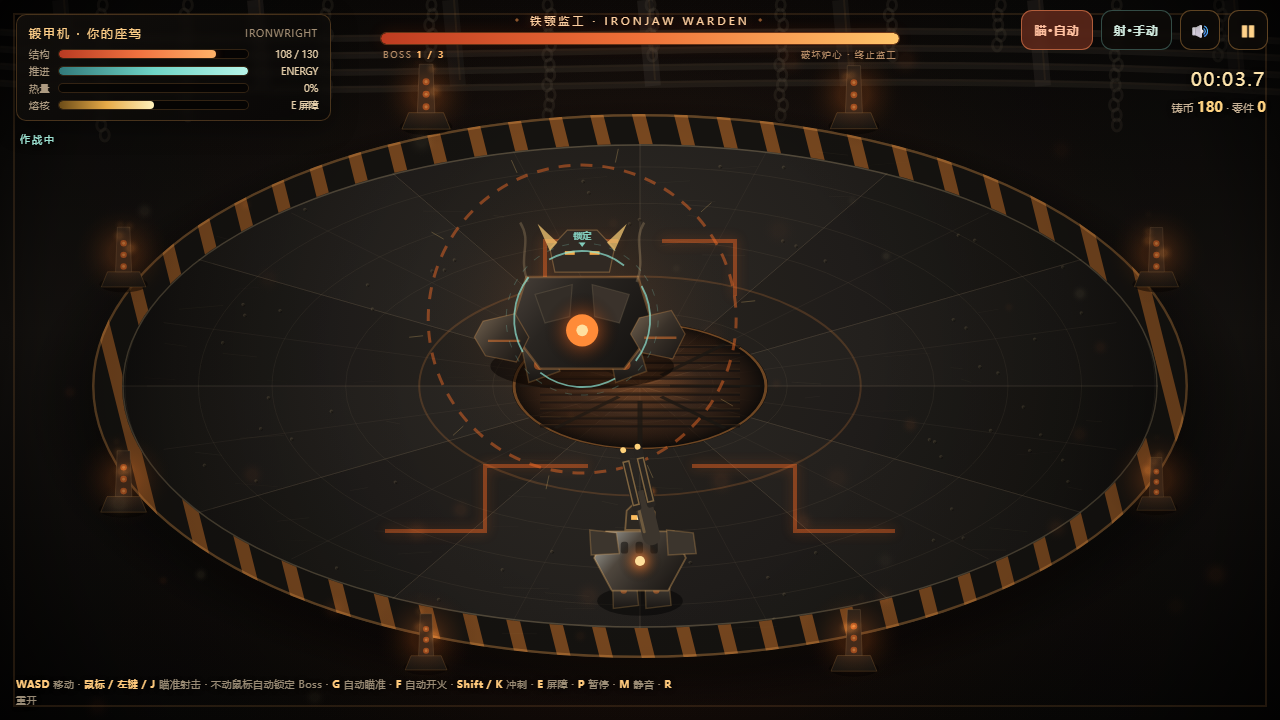 锻甲机 · 你的座驾 IRONWRIGHT
结构 108 / 130
推进 ENERGY
热量 0%
熔核 E 屏障
作战中
· 铁颚监工 · IRONJAW WARDEN ·
BOSS 1 / 3 破坏炉心 · 终止监工
瞄•自动 射•手动
00:03.7
铸币 180 · 零件 0
锁定
WASD 移动 · 鼠标 / 左键 / J 瞄准射击 · 不动鼠标自动锁定 Boss · G 自动瞄准 · F 自动开火 · Shift / K 冲刺 · E 屏障 · P 暂停 · M 静音 · R
重开